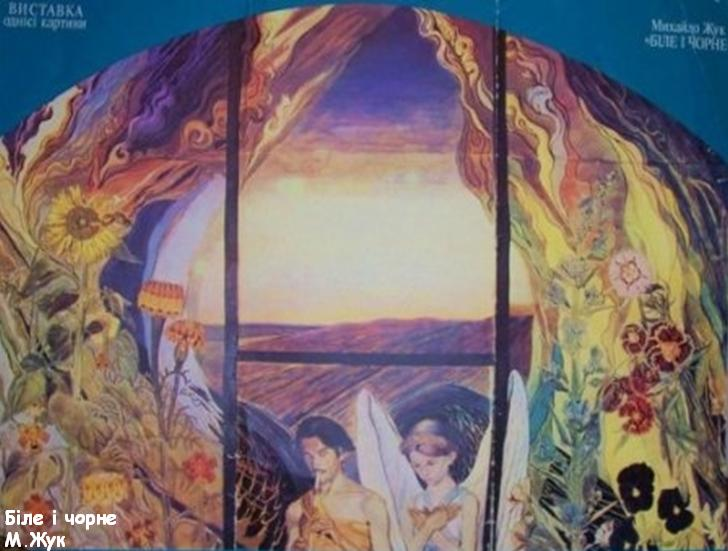 ВИСТАВКА
однієї картини
Михайло Жук
«БІЛЕ І ЧОРНЕ
Біле і чорне
М.Жук